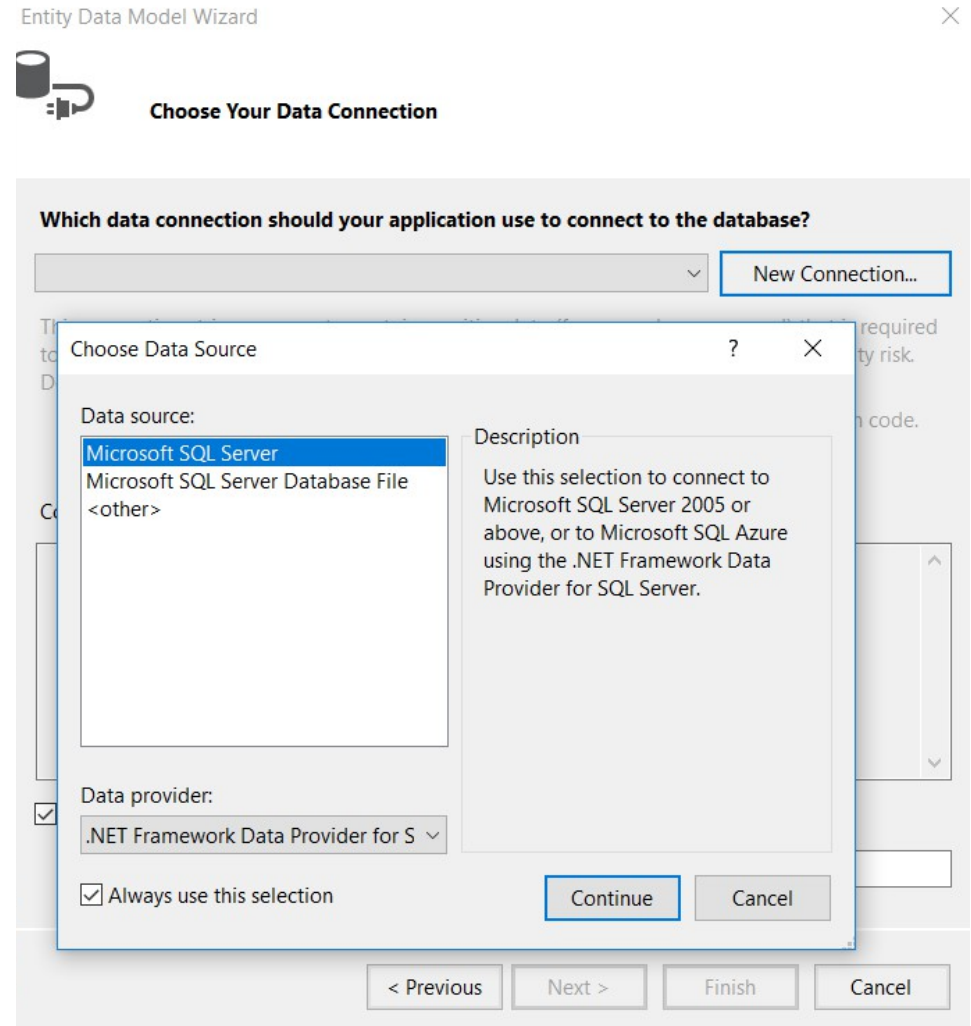 Entity Data Model Wizard
Choose Your Data Connection
Which data connection should your application use to connect to the database?
New Connection...
required
ty risk.
code.
Choose Data Source
?
Data source:
Microsoft SQL Server
Microsoft SQL Server Database File
<other>
Description
Use this selection to connect to
Microsoft SQL Server 2005 or
above, or to Microsoft SQL Azure
using the .NET Framework Data
Provider for SQL Server.
Data provider:
.NET Framework Data Provider for S
Always use this selection
Continue
Cancel
< Previous
Next >
Finish
Cancel